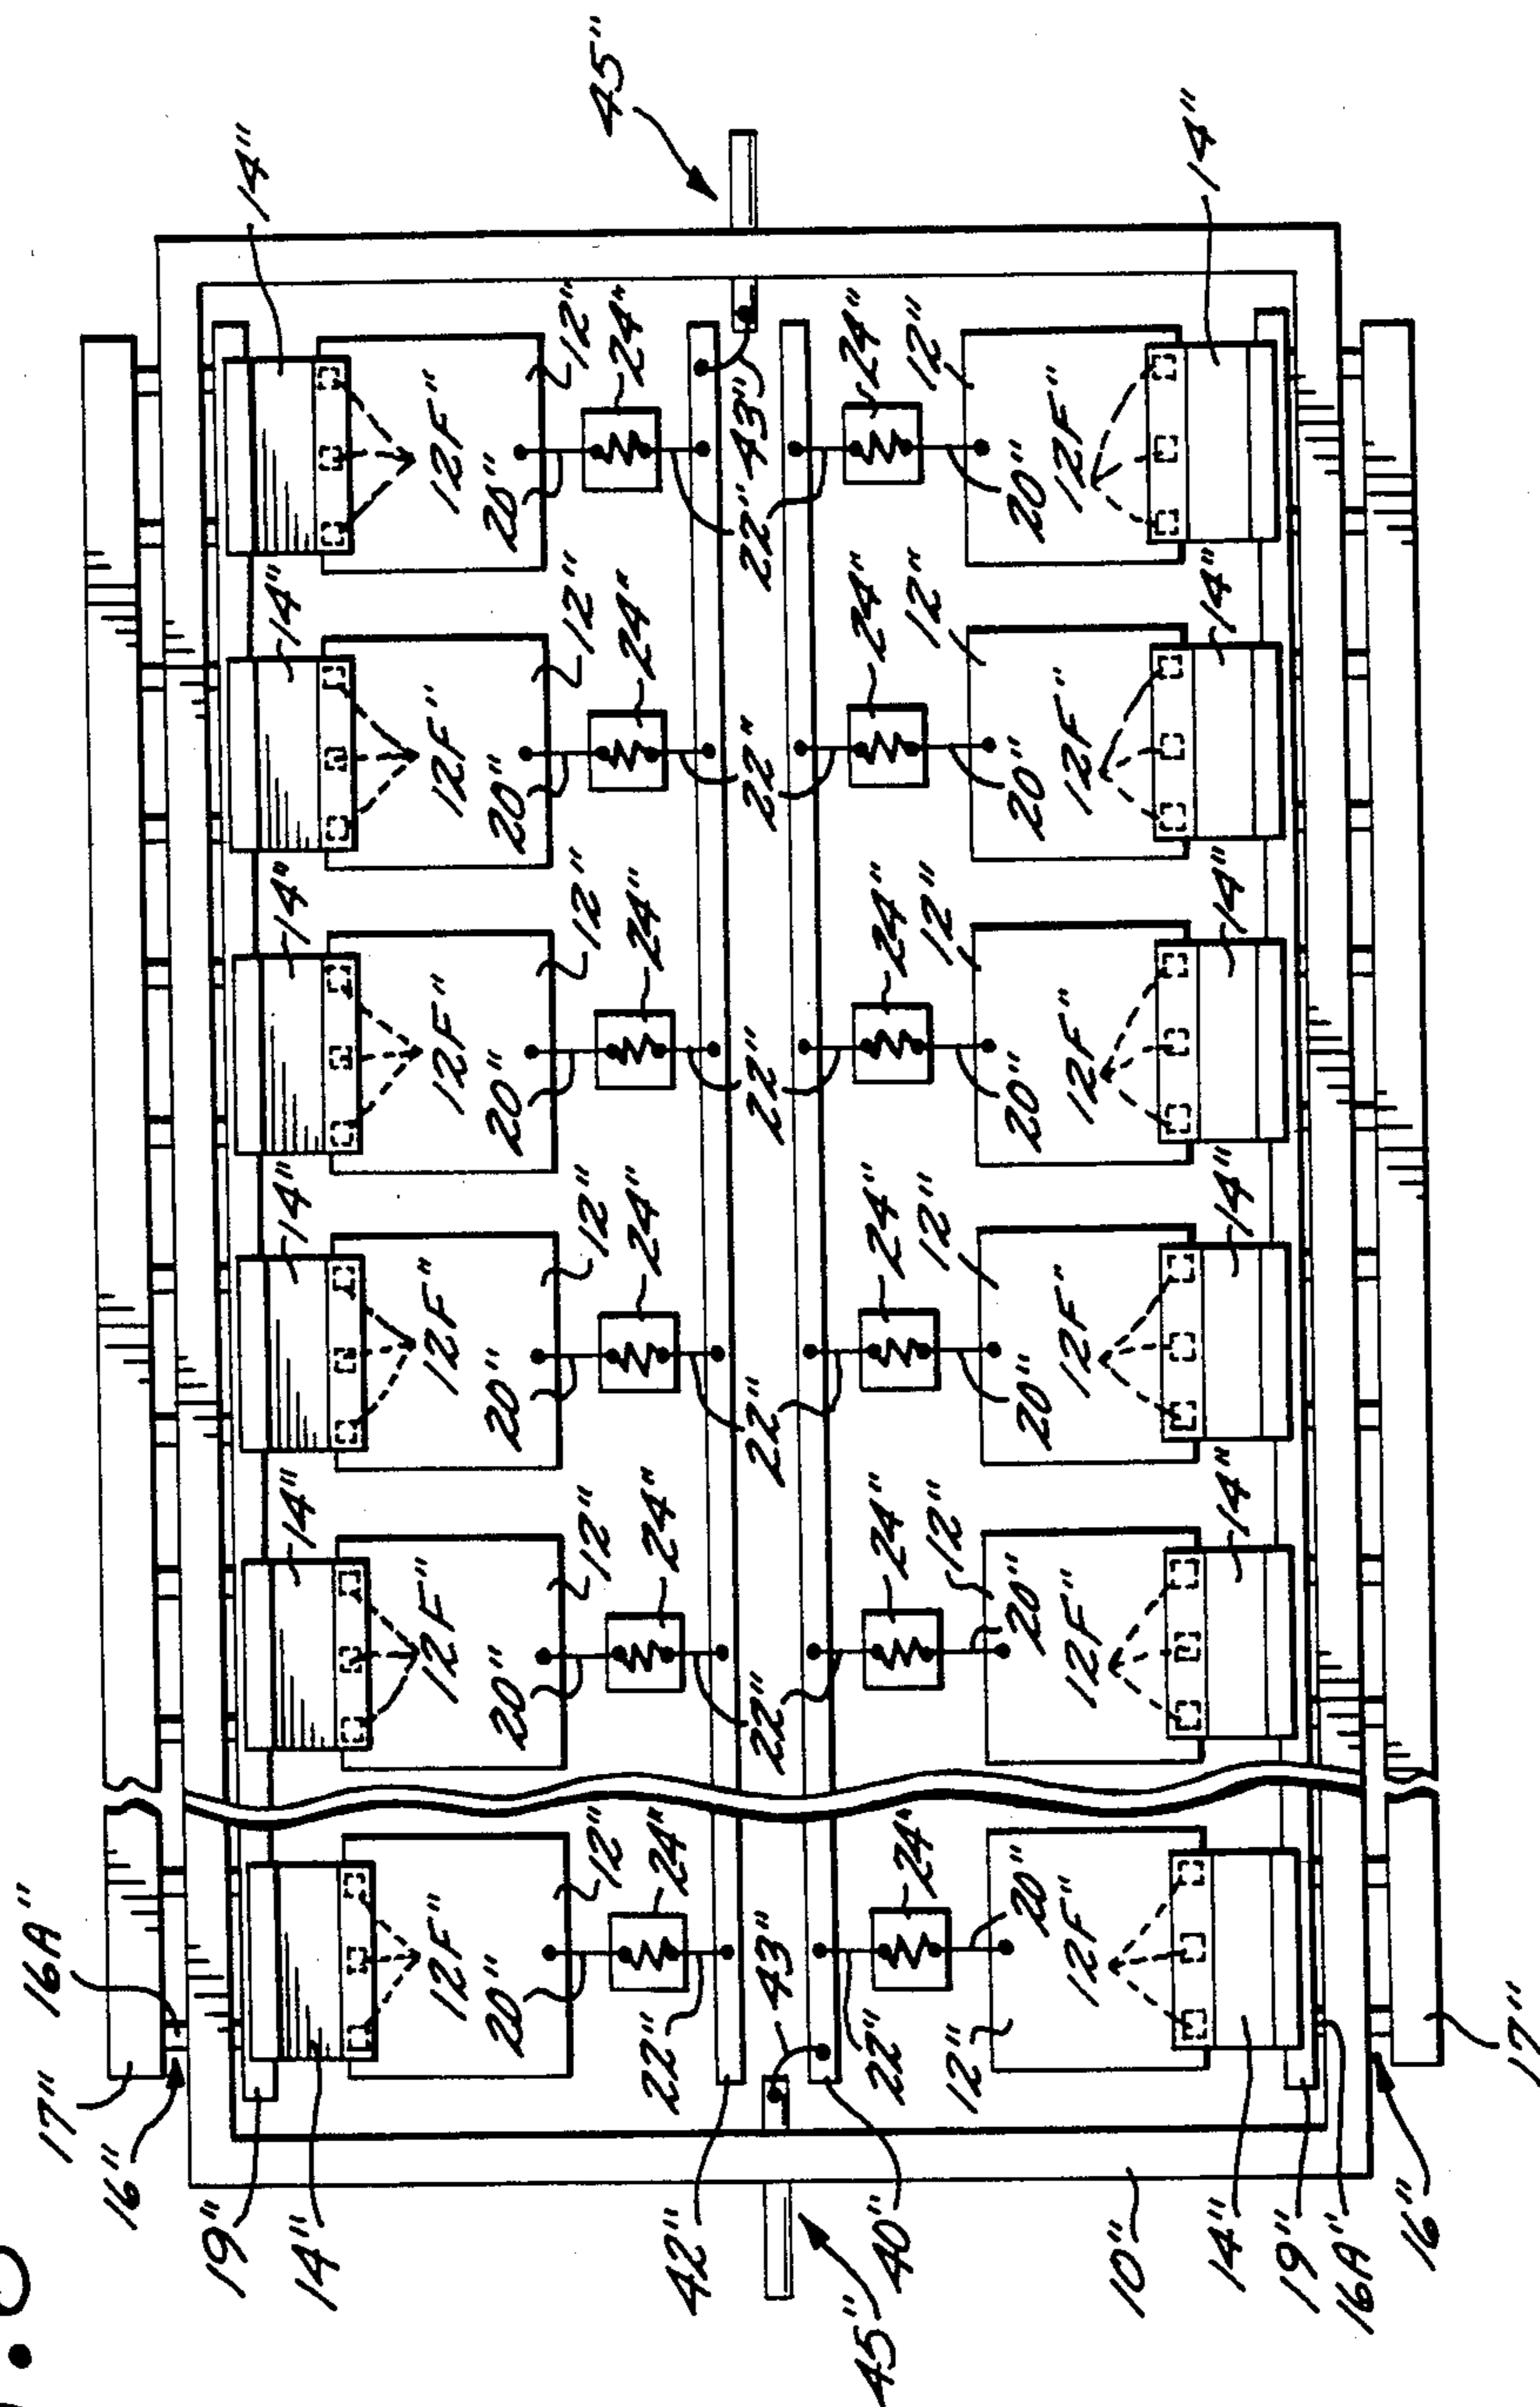 17" 16A"
16"
19"
14" 14" 14" 14" 14" 14"
12F" 12F" 12F" 12F" 12F" 12F"
20" 20" 20" 20" 20" 20"
12" 12" 12" 12" 12" 12"
24" 24" 24" 24" 24" 24"
45"
42" 22"
43" 22" 22" 22" 22" 22" 43"
45"
40" 22"
24" 24" 24" 24" 24" 24"
12" 12" 12" 12" 12" 12"
20" 20" 20" 20" 20" 20"
12F" 12F" 12F" 12F" 12F" 12F"
10"
14" 14" 14" 14" 14" 14"
19"
16A"
16"
17"